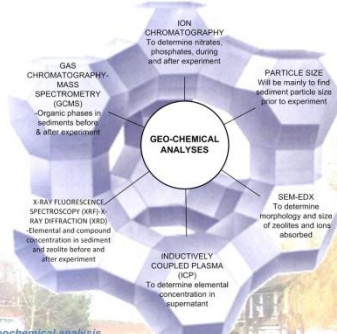 ION
CHROMATOGRAPHY
To determine nitrates,
phosphates, during
and after experiment
GAS
CHROMATOGRAPHY-
MASS
SPECTROMETRY
(GCMS)
-Organic phases in
sediments before
& after experiment
PARTICLE SIZE
Will be mainly to find
sediment particle size
prior to experiment
GEO-CHEMICAL
ANALYSES
X-RAY FLUORESCENCE
SPECTROSCOPY (XRF)-X-
RAY DIFFRACTION (XRD)
-Elemental and compound
concentration in sediment
and zeolite before and
after experiment
SEM-EDX
To determine
morphology and size
of zeolites and ions
absorbed
INDUCTIVELY
COUPLED PLASMA
(ICP)
To determine elemental
concentration in
supernatant
ochemical analysis